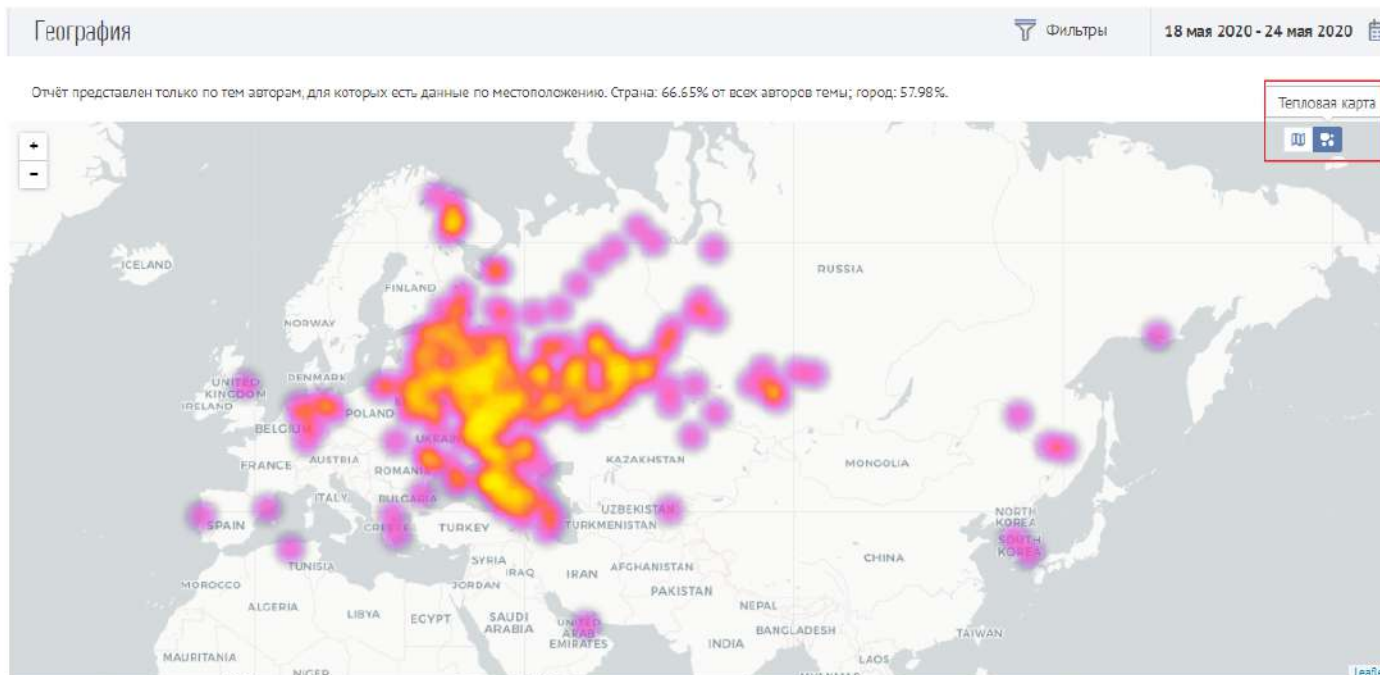 География
Фильтры
18 мая 2020 - 24 мая 2020
Отчёт представлен только по тем авторам, для которых есть данные по местоположению. Страна: 66.65% от всех авторов темы; город: 57.98%.
Тепловая карта
+
-
ICELAND
RUSSIA
FINLAND
NORWAY
UNITED
KINGDOM
DENMARK
IRELAND
POLAND
BELGIUM
UKRAINE
FRANCE
AUSTRIA
ROMANIA
KAZAKHSTAN
MONGOLIA
ITALY
BULGARIA
SPAIN
GREECE
TURKEY
UZBEKISTAN
TURKMENISTAN
NORTH
KOREA
SOUTH
KOREA
TUNISIA
SYRIA
IRAQ
IRAN
AFGHANISTAN
CHINA
MOROCCO
JORDAN
PAKISTAN
ALGERIA
LIBYA
EGYPT
SAUDI
ARABIA
UNITED
ARAB
EMIRATES
NEPAL
INDIA
BANGLADESH
TAIWAN
MAURITANIA
LAOS
NIGER